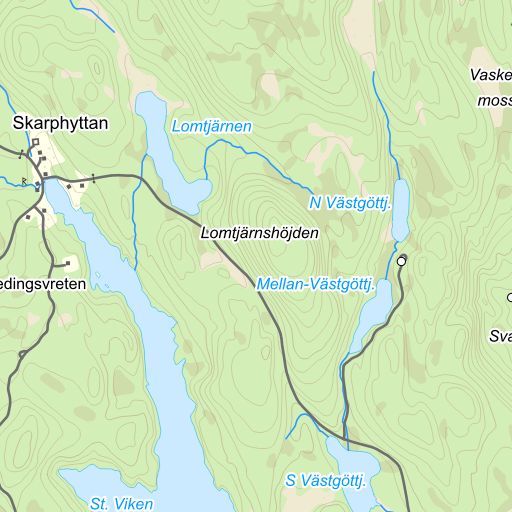 Vaske
moss
Skarphyttan
Lomtjärnen
N Västgöttj.
Lomtjärnshöjden
edingsvreten
Mellan-Västgöttj.
Sva
S Västgöttj.
St. Viken